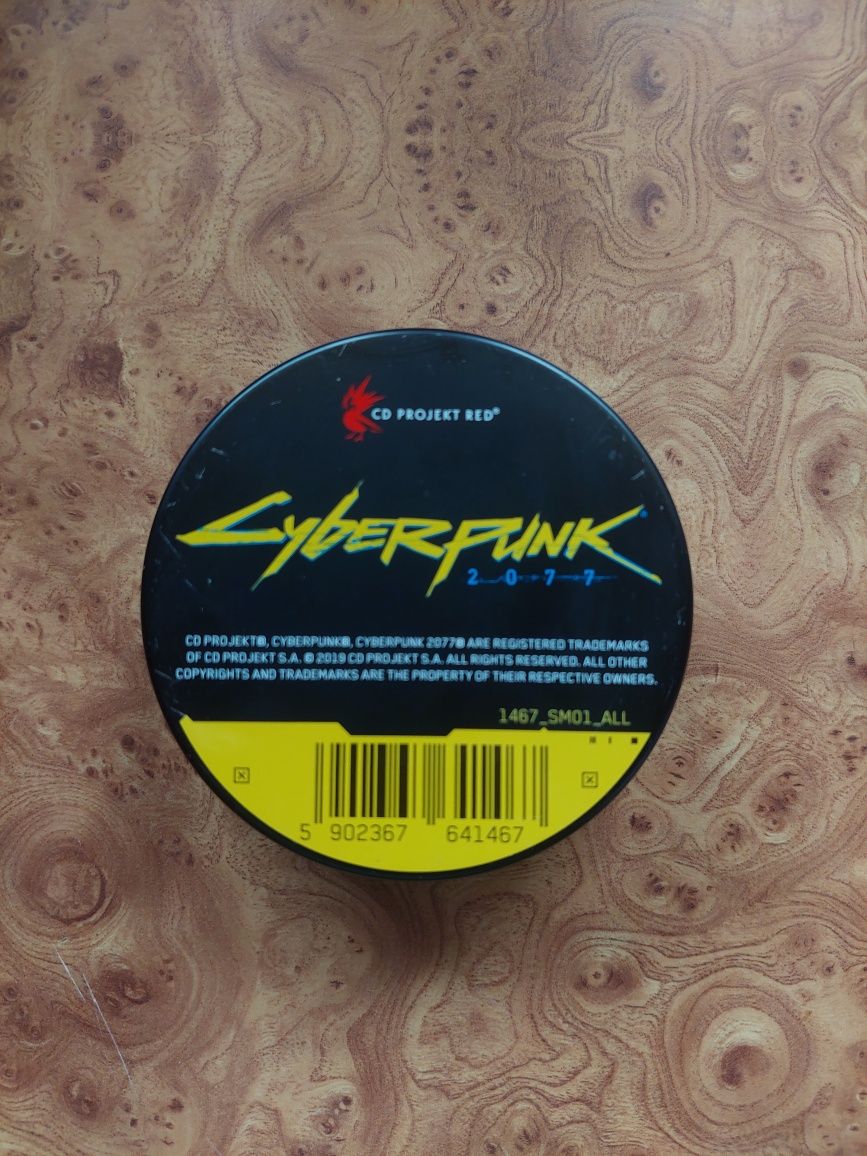 CD PROJEKT RED®
Cyberpunk®
2077
CD PROJEKT®, CYBERPUNK®, CYBERPUNK 2077® ARE REGISTERED TRADEMARKS
OF CD PROJEKT S.A. © 2019 CD PROJEKT S.A. ALL RIGHTS RESERVED. ALL OTHER
COPYRIGHTS AND TRADEMARKS ARE THE PROPERTY OF THEIR RESPECTIVE OWNERS.
1467_SM01_ALL
5 902367 641467